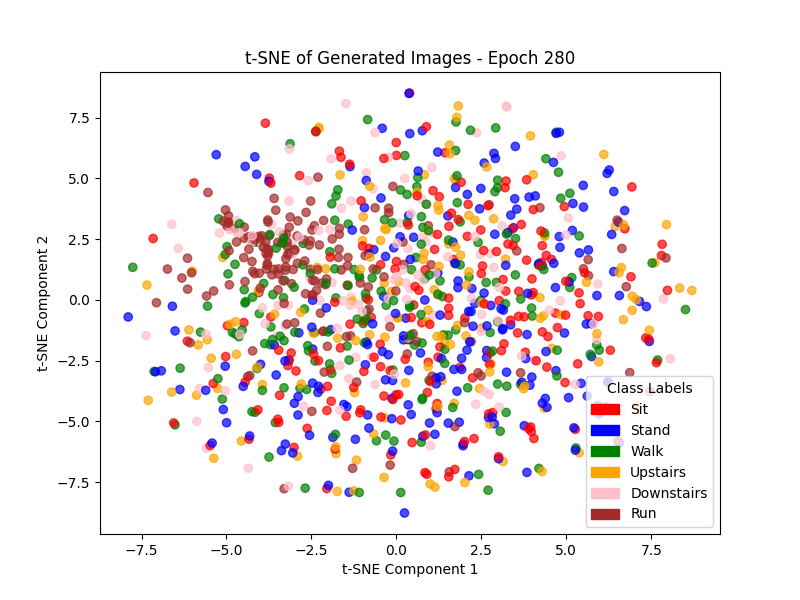 t-SNE of Generated Images - Epoch 280
t-SNE Component 2
7.5
5.0
2.5
0.0
−2.5
−5.0
−7.5
−7.5
−5.0
−2.5
0.0
2.5
5.0
7.5
t-SNE Component 1
Class Labels
Sit
Stand
Walk
Upstairs
Downstairs
Run